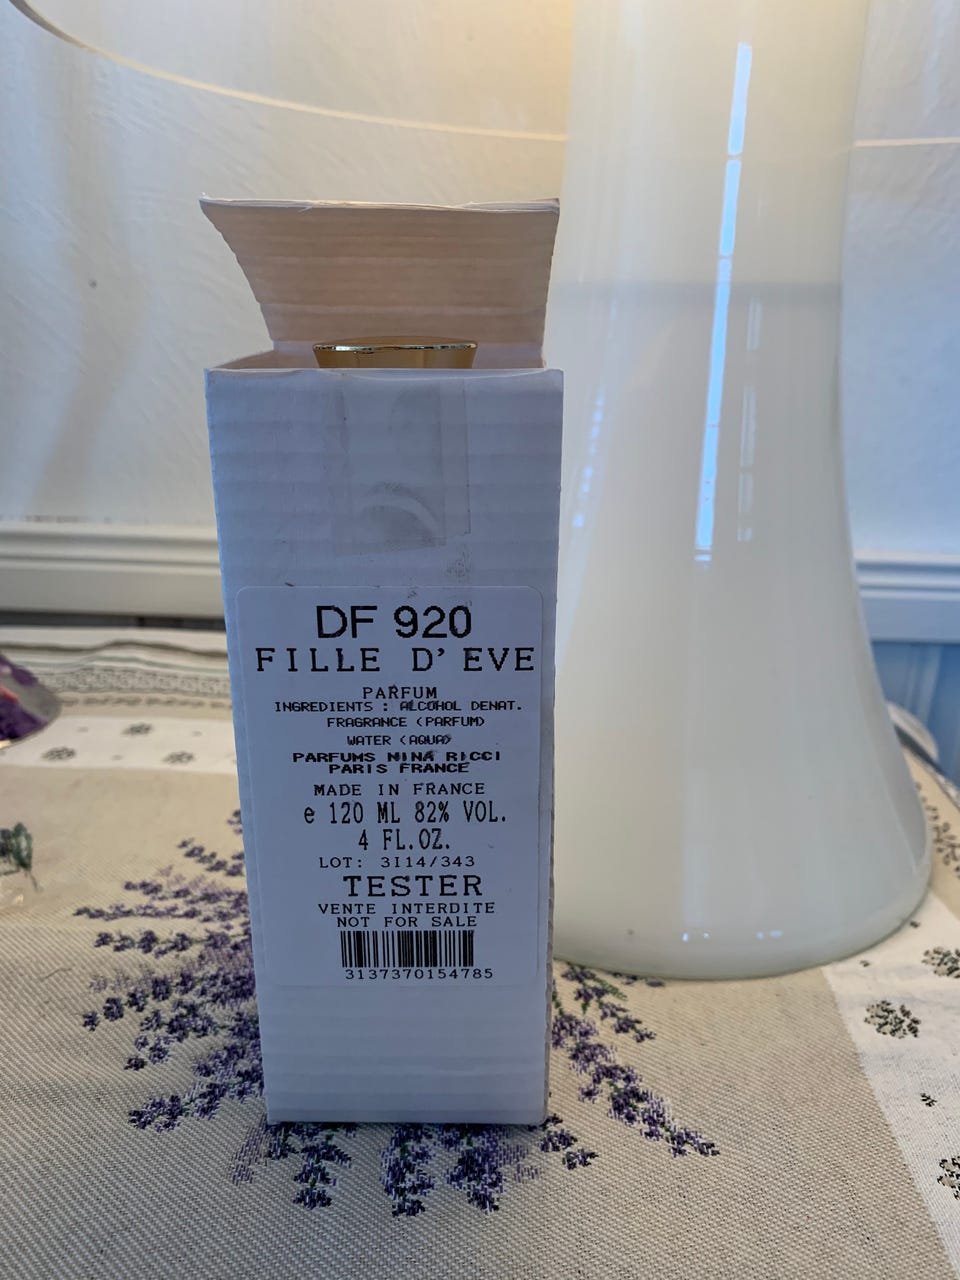 DF 920
FILLE D'EVE
PARFUM
INGREDIENTS : ALCOHOL DENAT.
FRAGRANCE (PARFUM)
WATER (AQUA)
PARFUMS NINA RICCI
PARIS FRANCE
MADE IN FRANCE
e 120 ML 82% VOL.
4 FL.OZ.
LOT: 3I14/343
TESTER
VENTE INTERDITE
NOT FOR SALE
3137370154785